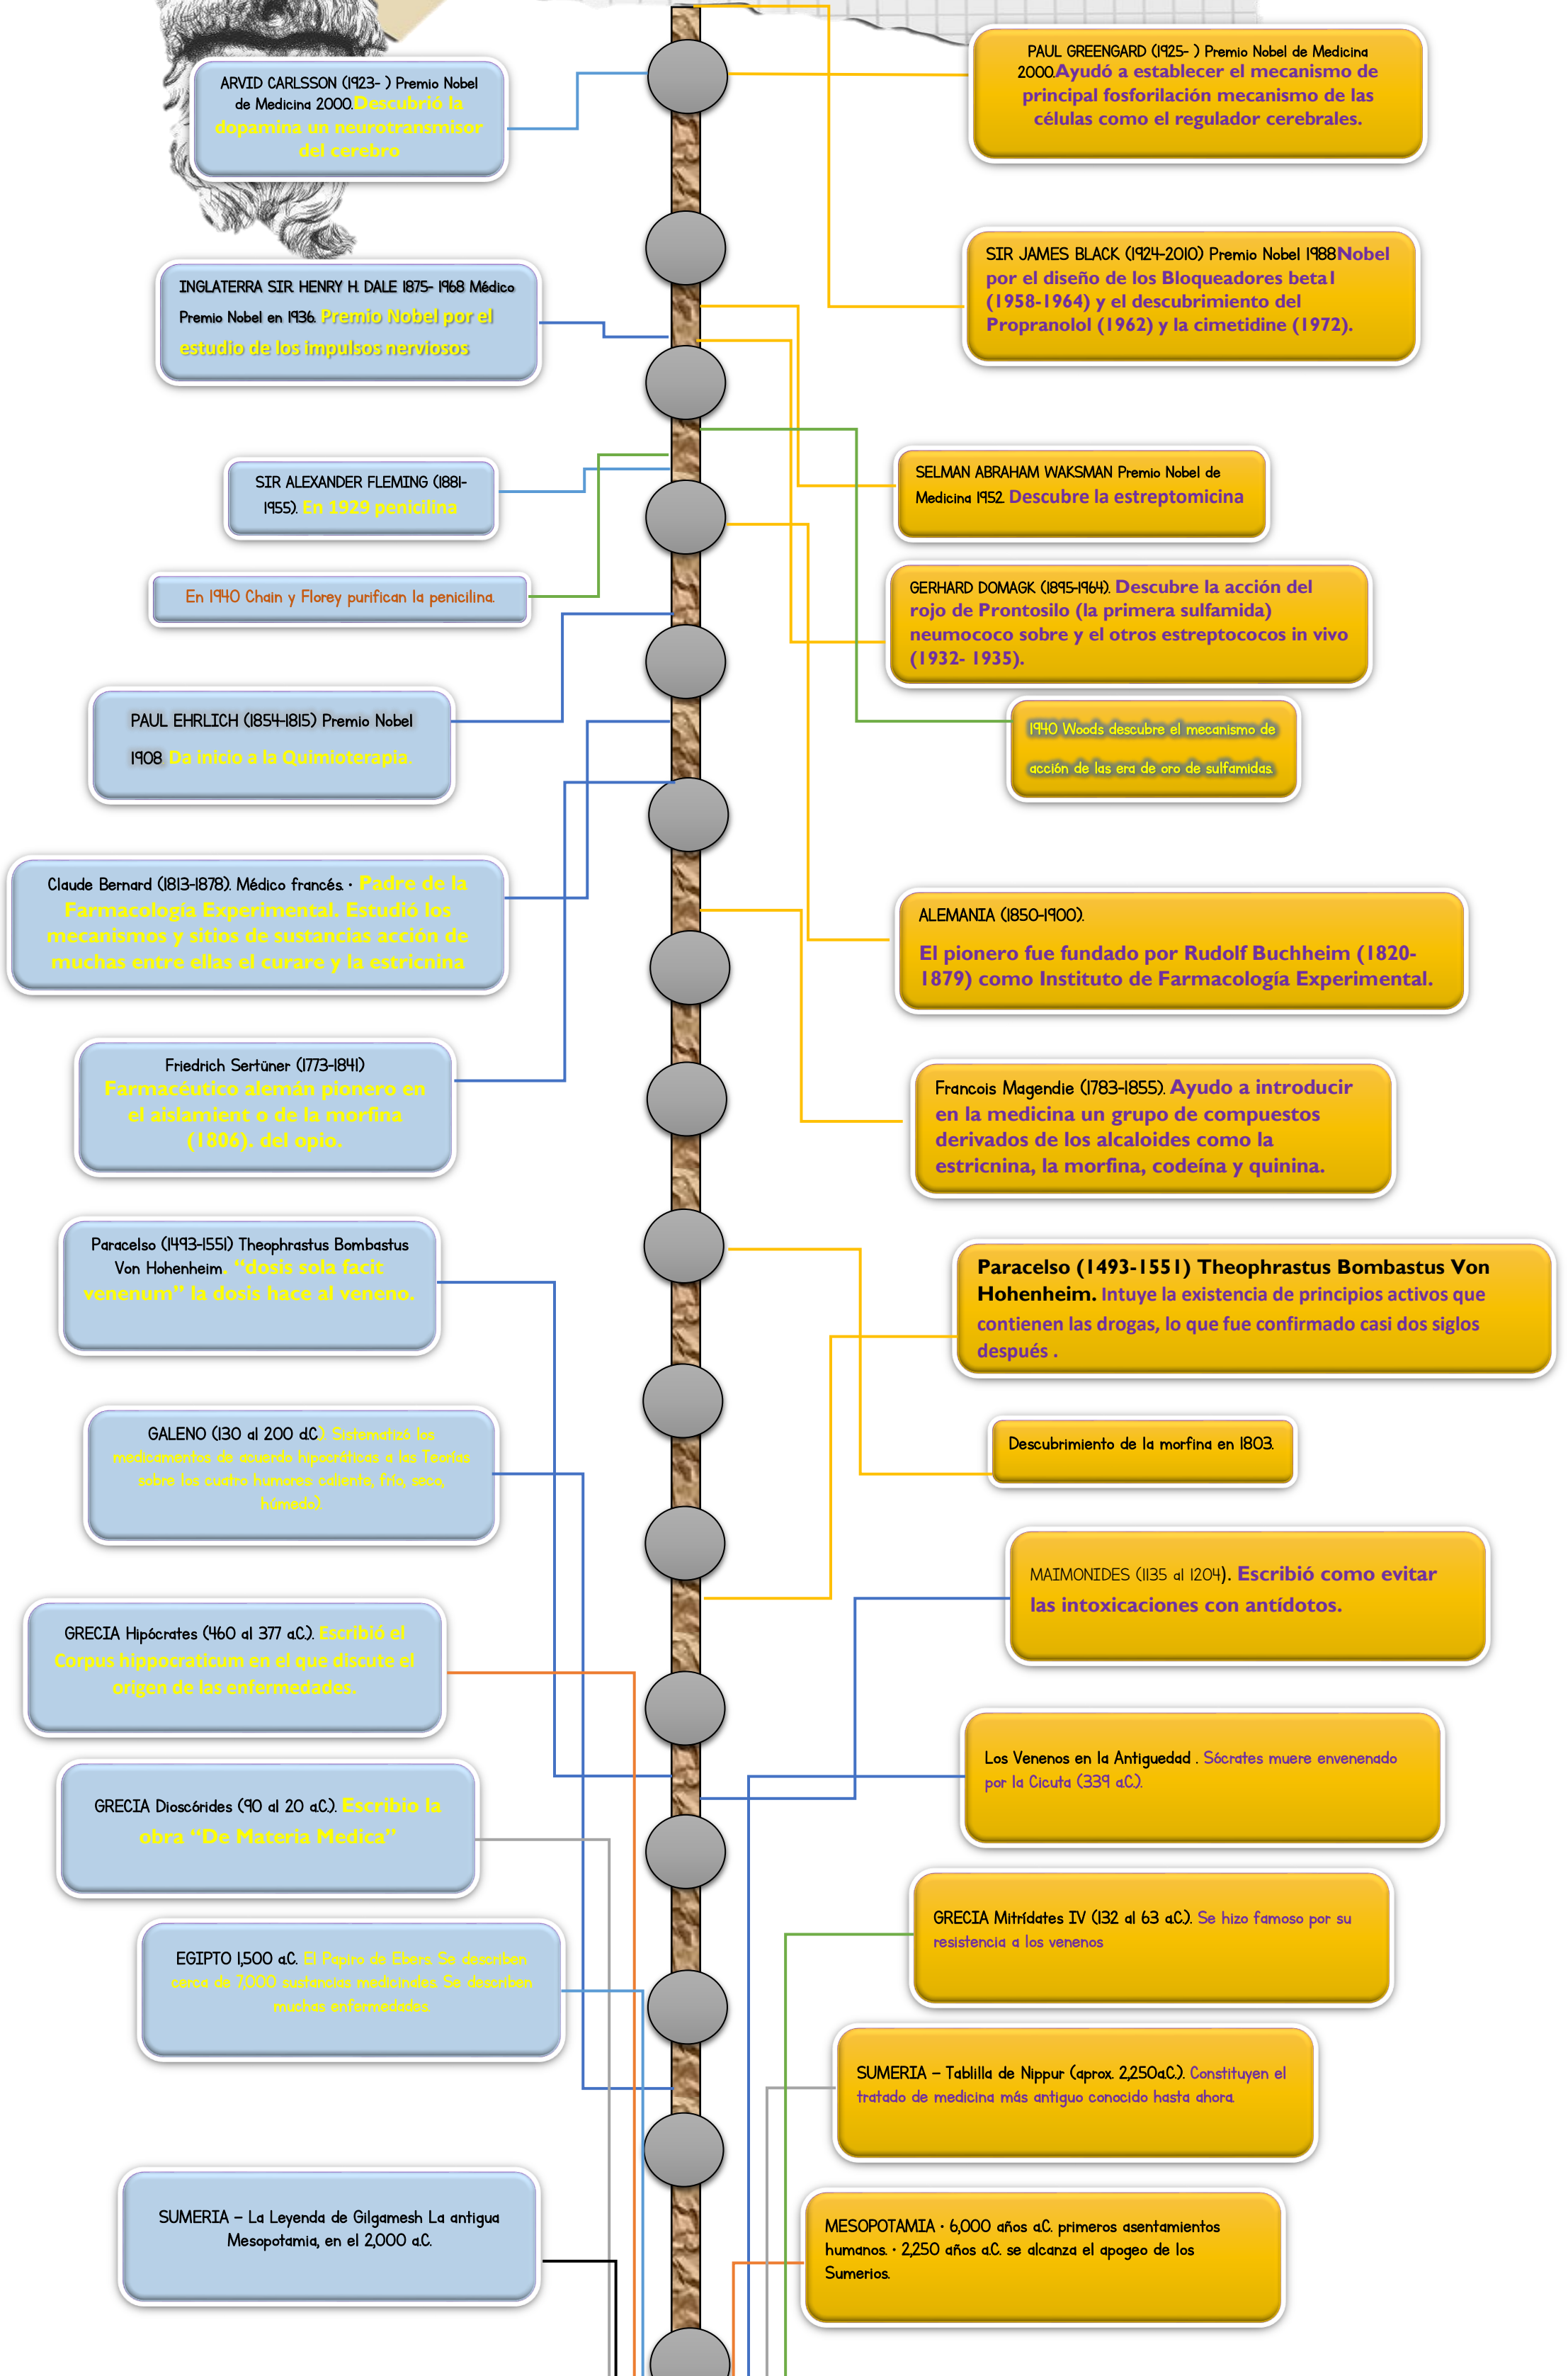 ARVID CARLSSON (1923- ) Premio Nobel
de Medicina 2000.Descubrió la
dopamina un neurotransmisor
del cerebro
PAUL GREENGARD (1925- ) Premio Nobel de Medicina
2000.Ayudó a establecer el mecanismo de
principal fosforilación mecanismo de las
células como el regulador cerebrales.
INGLATERRA SIR. HENRY H. DALE 1875- 1968 Médico
Premio Nobel en 1936. Premio Nobel por el
estudio de los impulsos nerviosos
SIR JAMES BLACK (1924-2010) Premio Nobel 1988Nobel
por el diseño de los Bloqueadores beta1
(1958-1964) y el descubrimiento del
Propranolol (1962) y la cimetidine (1972).
SIR ALEXANDER FLEMING (1881-
1955). En 1929 penicilina
SELMAN ABRAHAM WAKSMAN Premio Nobel de
Medicina 1952. Descubre la estreptomicina
En 1940 Chain y Florey purifican la penicilina.
GERHARD DOMAGK (1895-1964). Descubre la acción del
rojo de Prontosilo (la primera sulfamida)
neumococo sobre y el otros estreptococos in vivo
(1932- 1935).
PAUL EHRLICH (1854-1815) Premio Nobel
1908 Da inicio a la Quimioterapia.
1940 Woods descubre el mecanismo de
acción de las era de oro de sulfamidas.
Claude Bernard (1813-1878). Médico francés. • Padre de la
Farmacología Experimental. Estudió los
mecanismos y sitios de sustancias acción de
muchas entre ellas el curare y la estricnina
ALEMANIA (1850-1900).
El pionero fue fundado por Rudolf Buchheim (1820-
1879) como Instituto de Farmacología Experimental.
Friedrich Sertüner (1773-1841)
Farmacéutico alemán pionero en
el aislamient o de la morfina
(1806). del opio.
Francois Magendie (1783-1855). Ayudo a introducir
en la medicina un grupo de compuestos
derivados de los alcaloides como la
estricnina, la morfina, codeína y quinina.
Paracelso (1493-1551) Theophrastus Bombastus
Von Hohenheim. “dosis sola facit
venenum” la dosis hace al veneno.
Paracelso (1493-1551) Theophrastus Bombastus Von
Hohenheim. Intuye la existencia de principios activos que
contienen las drogas, lo que fue confirmado casi dos siglos
después .
GALENO (130 al 200 d.C.). Sistematizó los
medicamentos de acuerdo hipocráticas a las Teorías
sobre los cuatro humores: caliente, frío, seco,
húmedo).
Descubrimiento de la morfina en 1803.
MAIMONIDES (1135 al 1204). Escribió como evitar
las intoxicaciones con antídotos.
GRECIA Hipócrates (460 al 377 a.C.). Escribió el
Corpus hippocraticum en el que discute el
origen de las enfermedades.
Los Venenos en la Antiguedad . Sócrates muere envenenado
por la Cicuta (339 a.C.).
GRECIA Dioscórides (90 al 20 a.C.). Escribio la
obra “De Materia Medica”
GRECIA Mitrídates IV (132 al 63 a.C.). Se hizo famoso por su
resistencia a los venenos
EGIPTO 1,500 a.C. El Papiro de Ebers. Se describen
cerca de 7,000 sustancias medicinales. Se describen
muchas enfermedades.
SUMERIA – Tablilla de Nippur (aprox. 2,250a.C.). Constituyen el
tratado de medicina más antiguo conocido hasta ahora.
SUMERIA – La Leyenda de Gilgamesh La antigua
Mesopotamia, en el 2,000 a.C.
MESOPOTAMIA • 6,000 años a.C. primeros asentamientos
humanos. • 2,250 años a.C. se alcanza el apogeo de los
Sumerios.